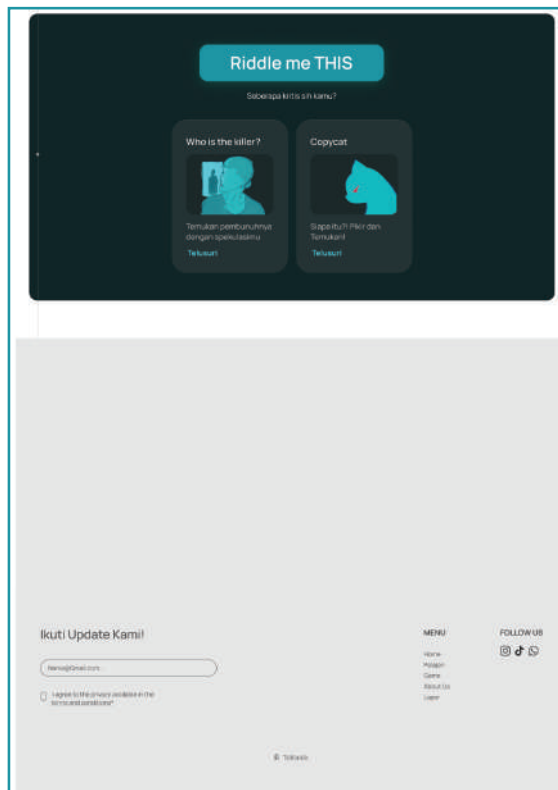 Riddle me THIS
Seberapa kritis sih kamu?
Who is the killer?
Temukan pembunuhnya
dengan spekulasimu
Telusuri
Copycat
Siapa itu?! Pikir dan
Temukan!
Telusuri
Ikuti Update Kami!
Name@Gmail.com
I agree to the privacy available in the
terms and conditions*
MENU
Home
Game
About Us
FOLLOW US